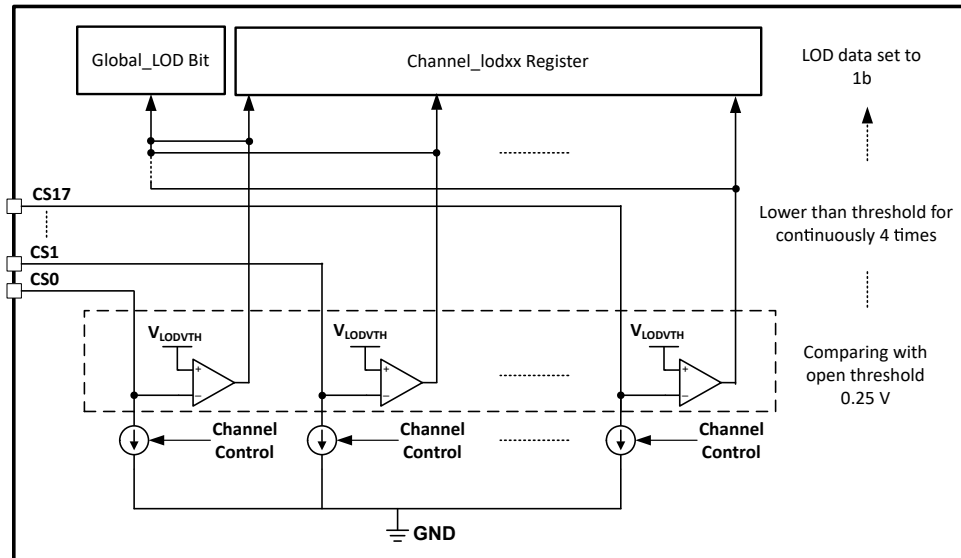 Global_LOD Bit
Channel_lodxx Register
LOD data set to
1b
CS17
Lower than threshold for
continuously 4 times
CS1
CS0
VLODVTH
VLODVTH
VLODVTH
+
−
+
−
+
−
Comparing with
open threshold
0.25 V
Channel
Control
Channel
Control
Channel
Control
GND